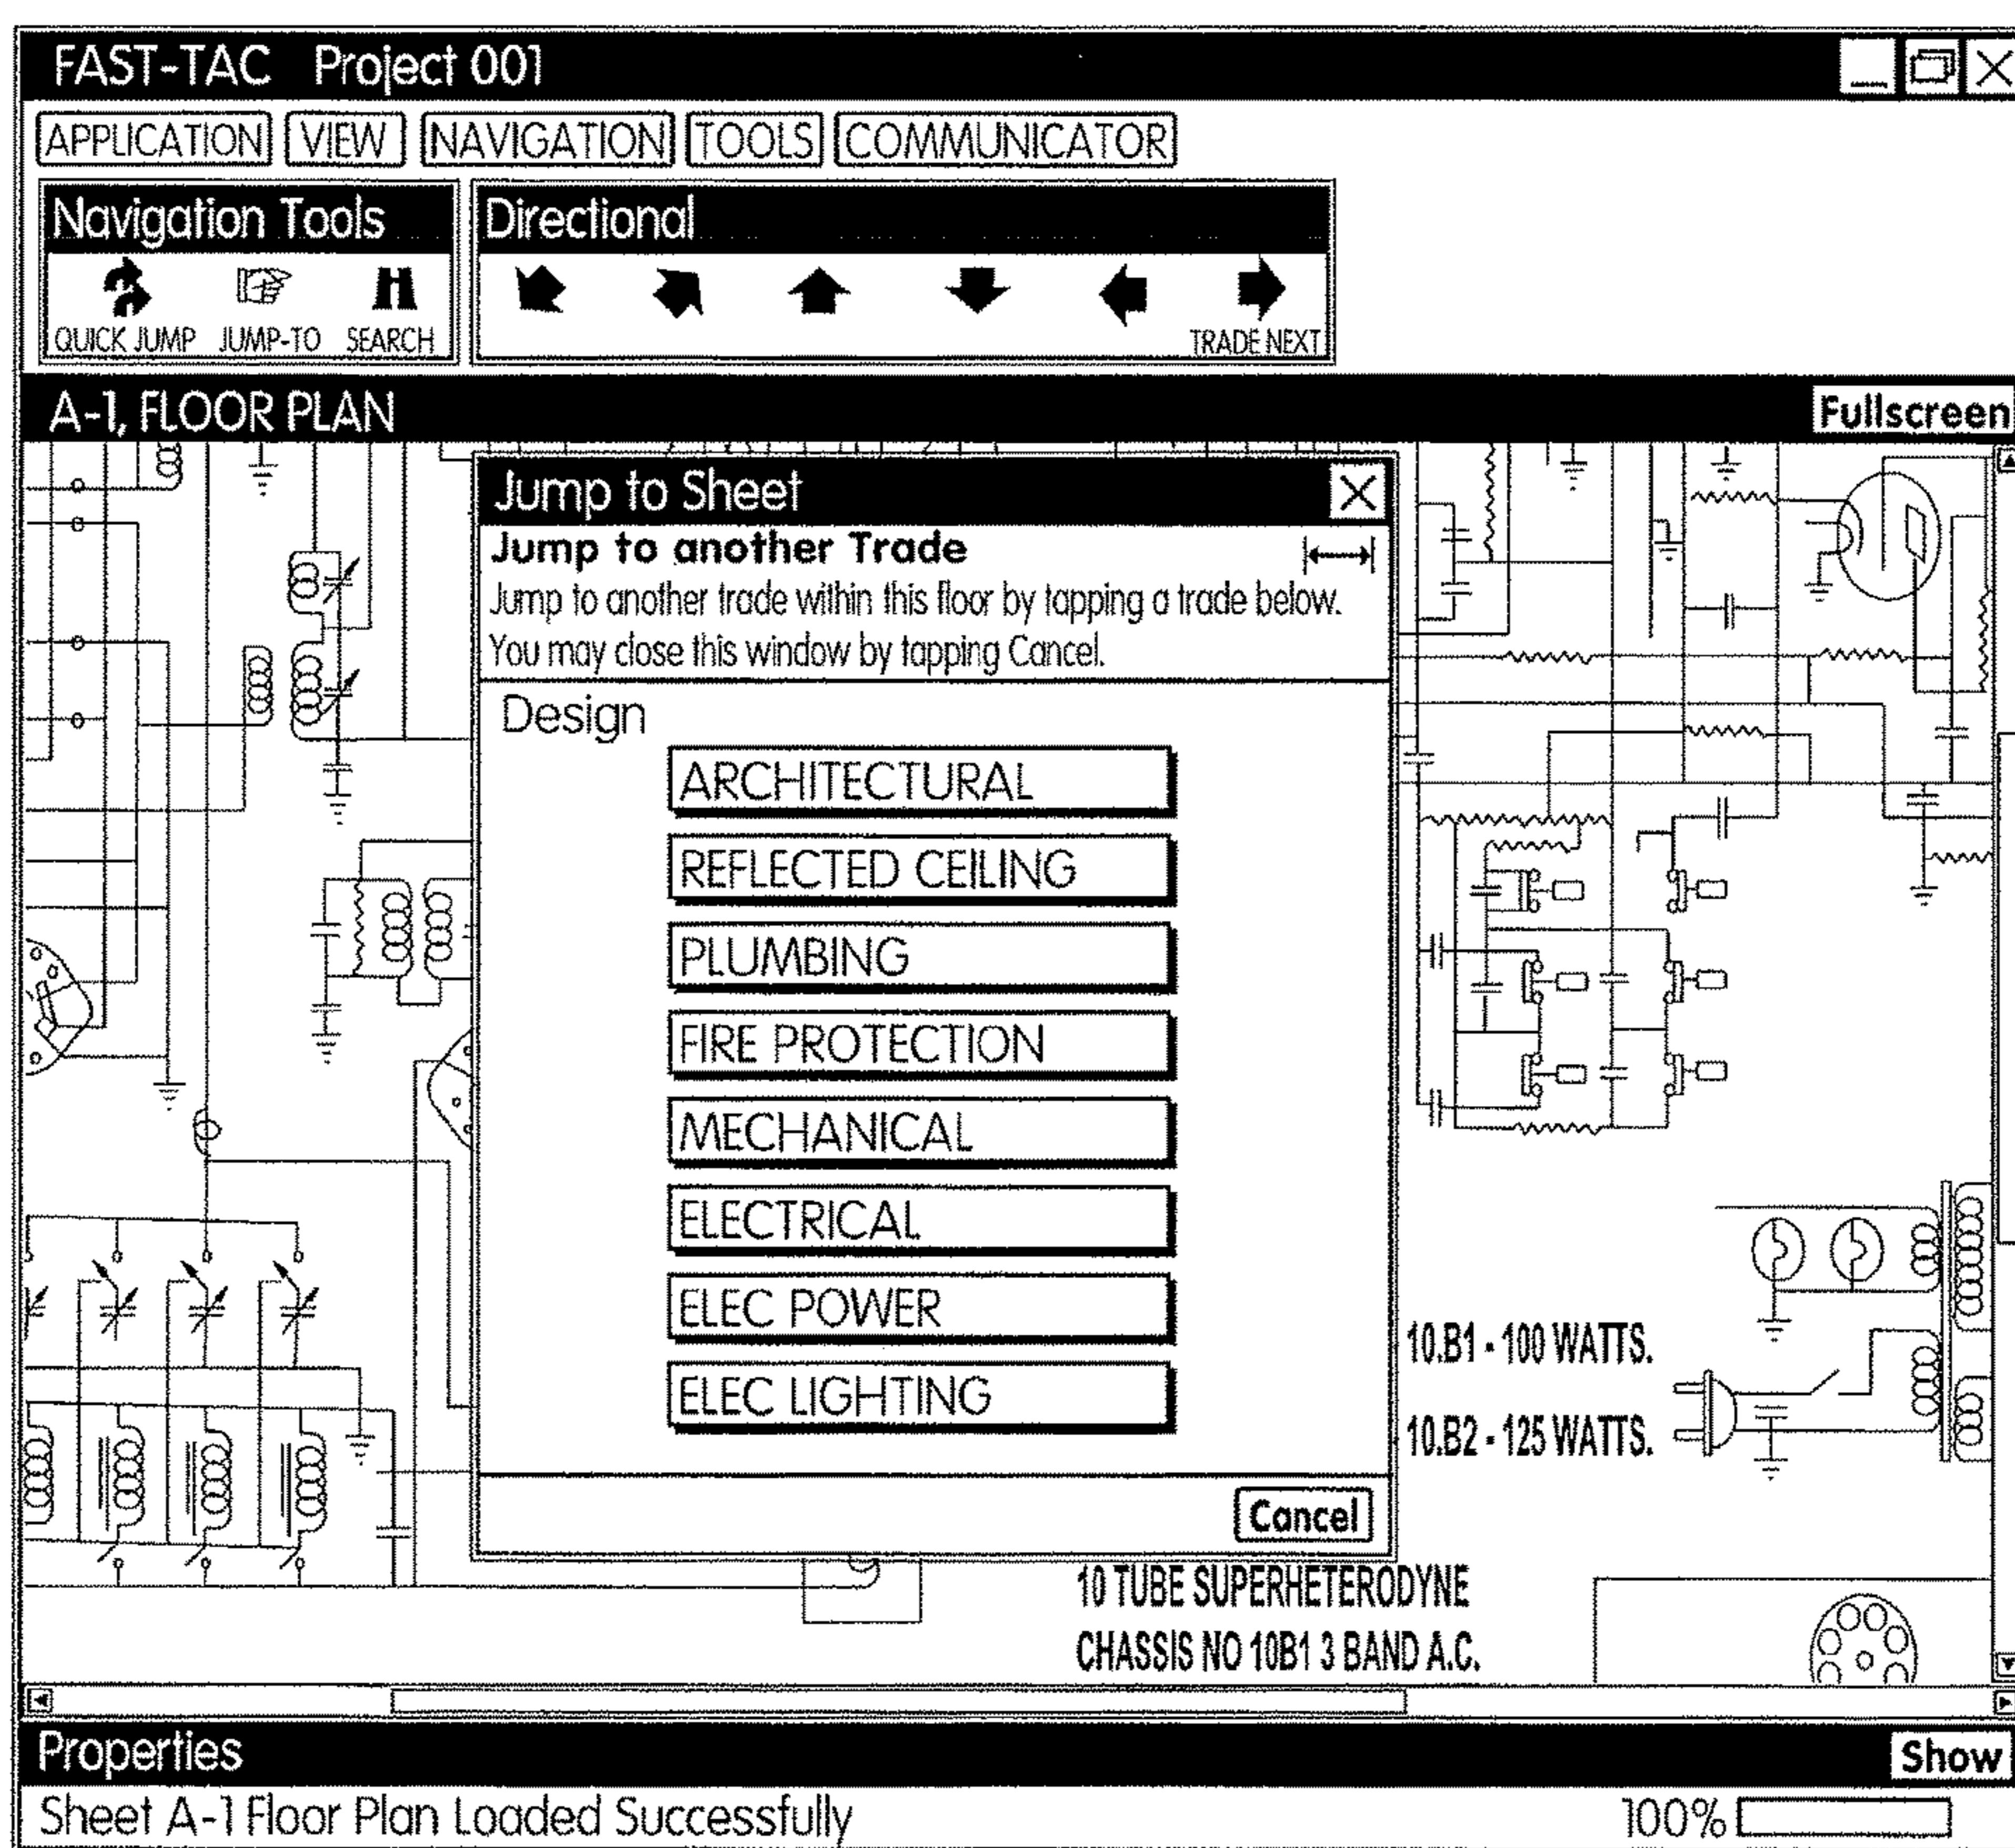 FAST-TAC Project 001
APPLICATION VIEW NAVIGATION TOOLS COMMUNICATOR
Navigation Tools Directional
QUICK JUMP JUMP-TO SEARCH TRADE NEXT
A-1, FLOOR PLAN Fullscreen
Jump to Sheet
Jump to another Trade
Jump to another trade within this floor by tapping a trade below.
You may close this window by tapping Cancel.
Design
ARCHITECTURAL
REFLECTED CEILING
PLUMBING
FIRE PROTECTION
MECHANICAL
ELECTRICAL
ELEC POWER
ELEC LIGHTING
Cancel
10.B1 - 100 WATTS.
10.B2 - 125 WATTS.
10 TUBE SUPERHETERODYNE
CHASSIS NO 10B1 3 BAND A.C.
Properties Show
Sheet A-1 Floor Plan Loaded Successfully 100%